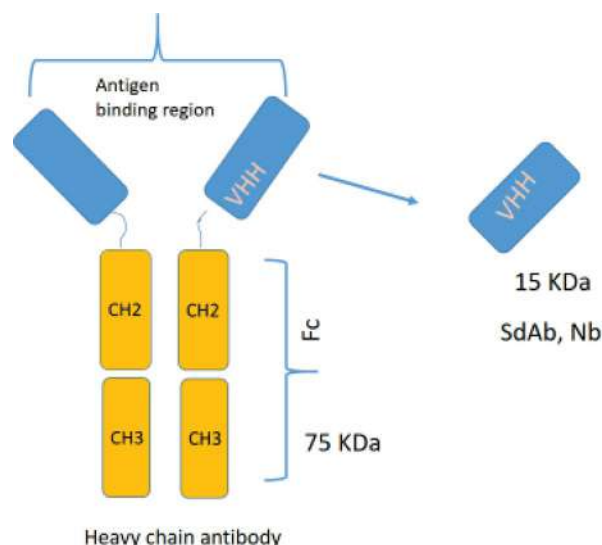 Antigen
binding region
VHH
VHH
15 KDa
SdAb, Nb
CH2
CH2
Fc
CH3
CH3
75 KDa
Heavy chain antibody